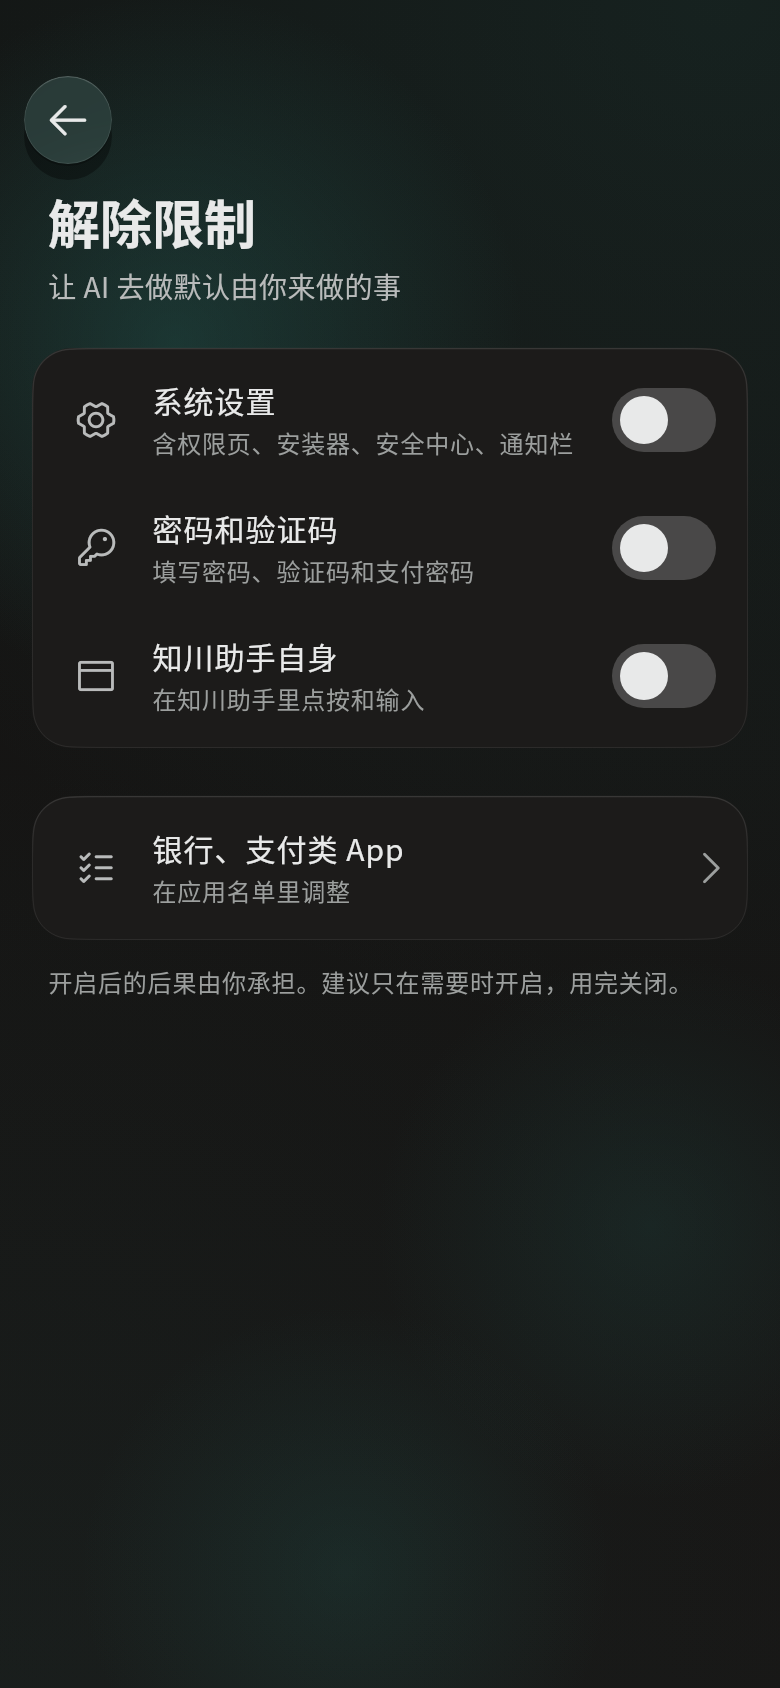 解除限制
让 AI 去做默认由你来做的事
系统设置
含权限页、安装器、安全中心、通知栏
密码和验证码
填写密码、验证码和支付密码
知川助手自身
在知川助手里点按和输入
银行、支付类 App
在应用名单里调整
开启后的后果由你承担。建议只在需要时开启，用完关闭。